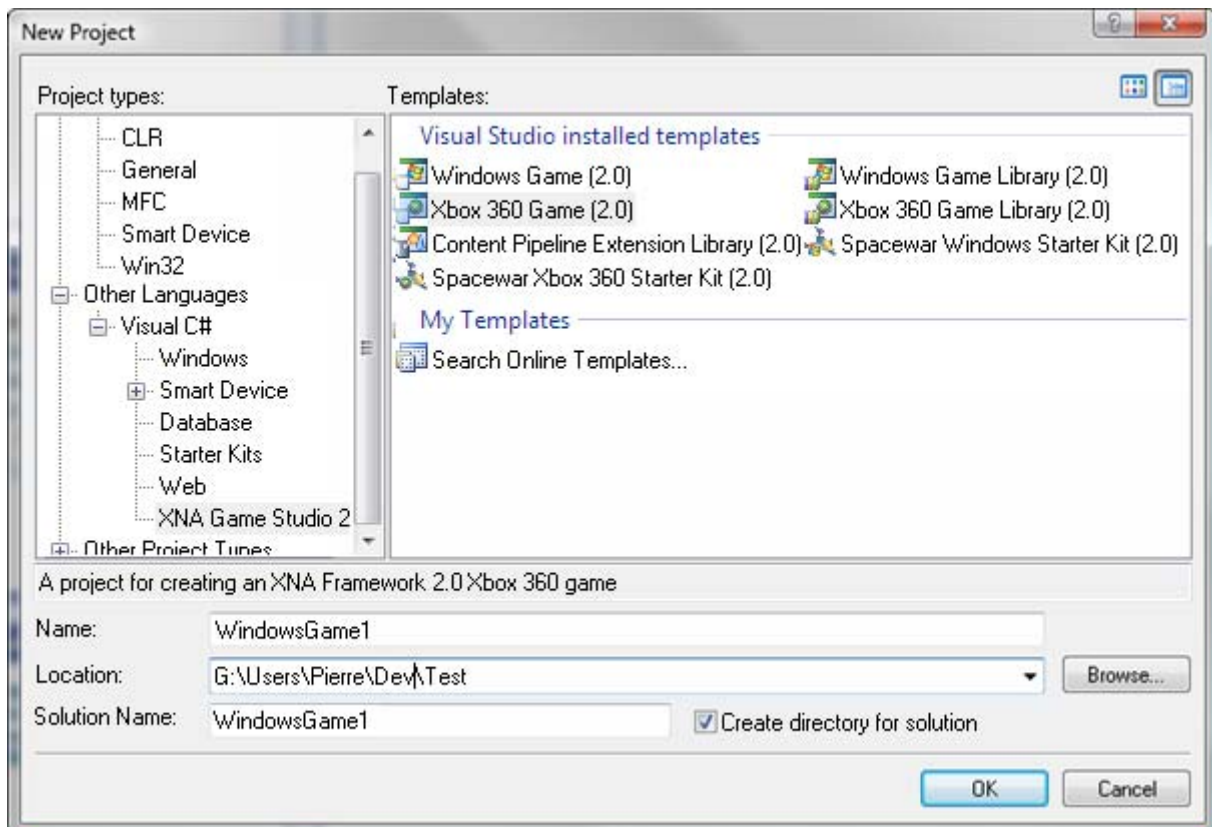 New Project
Project types:
Templates:
CLR
General
MFC
Smart Device
Win32
Other Languages
Visual C#
Windows
Smart Device
Database
Starter Kits
Web
XNA Game Studio 2
Other Project Types
Visual Studio installed templates
Windows Game (2.0)
Windows Game Library (2.0)
Xbox 360 Game (2.0)
Xbox 360 Game Library (2.0)
Content Pipeline Extension Library (2.0)
Spacewar Windows Starter Kit (2.0)
Spacewar Xbox 360 Starter Kit (2.0)
My Templates
Search Online Templates...
A project for creating an XNA Framework 2.0 Xbox 360 game
Name:
WindowsGame1
Location:
G:\Users\Pierre\Dev\Test
Browse...
Solution Name:
WindowsGame1
Create directory for solution
OK
Cancel